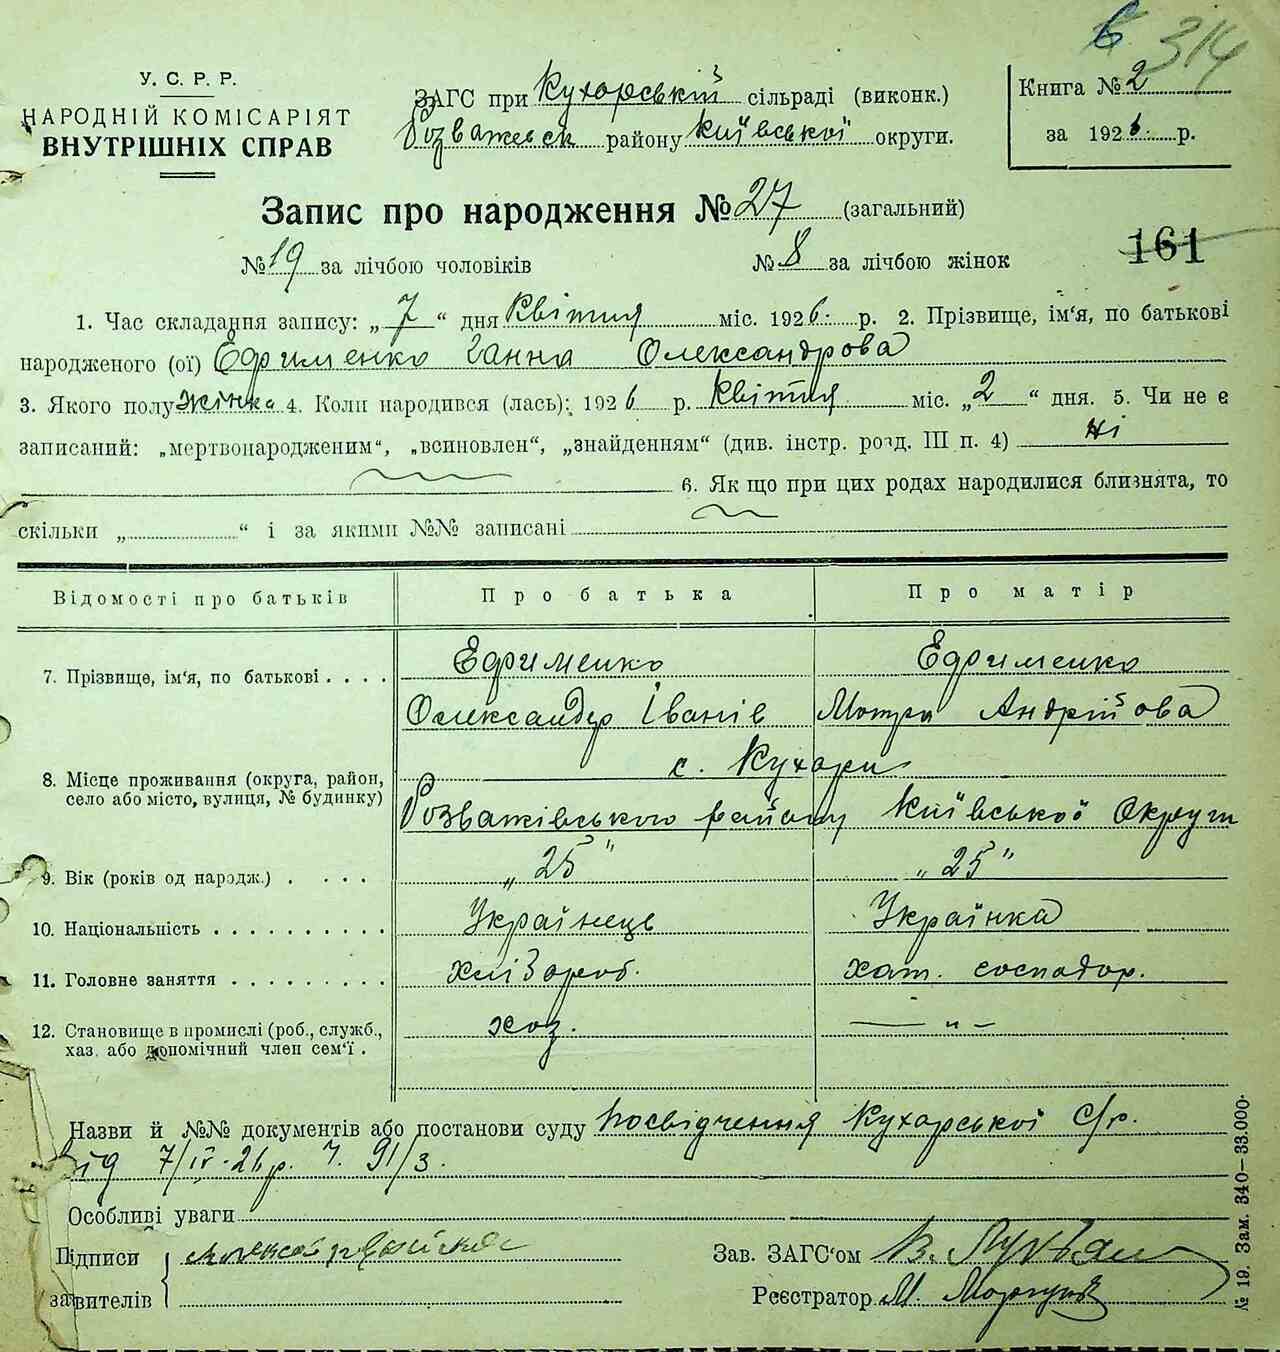 6 314
У. С. Р. Р.
НАРОДНІЙ КОМІСАРІЯТ
ВНУТРІШНІХ СПРАВ
ЗАГС при Кухарській сільраді (виконк.)
Розважевськ районy Київської округи.
Книга № 2
за 1926 р.
Запис про народження № 27 (загальний)
№ 19 за лічбою чоловіків № 8 за лічбою жінок
161
1. Час складання запису: „7“ дня Квітня міс. 1926. р. 2. Прізвище, ім'я, по батькові
народженого (ої) Ефименко Ганна Олександрова
3. Якого полу жінка 4. Коли народився (лась): 1926 р. Квітня міс. „2“ дня. 5. Чи не є
записаний: „мертвонародженим“, „всиновлен“, „знайденням“ (див. інстр. розд. III п. 4) ні
6. Як що при цих родах народилися близнята, то
скільки „ “ і за якими №№ записані
Відомості про батьків Про батька Про матір
7. Прізвище, ім'я, по батькові . . . . Ефименко Ефименко
Олександр Іванів Мотря Андрійова
8. Місце проживання (округа, район, село або місто, вулиця, № будинку) с. Кухари
Розважівського району Київської Округи
9. Вік (років од народж.) . . . . „25" „25"
10. Національність . . . . . . . . . . Українець Українка
11. Головне заняття . . . . . . . . . хлібороб. хат. господар.
12. Становище в промислі (роб., служб., хоз. -"-
хаз. або допомічний член сем'ї .
Назви й №№ документів або постанови суду Посвідчення Кухарської С/р.
від 7/IV-26р. ч. 91/3.
Особливі уваги
Підписи
заявителів
Зав. ЗАГС'ом В.
Реєстратор М.
№ 19. Зам. 340—33.000.